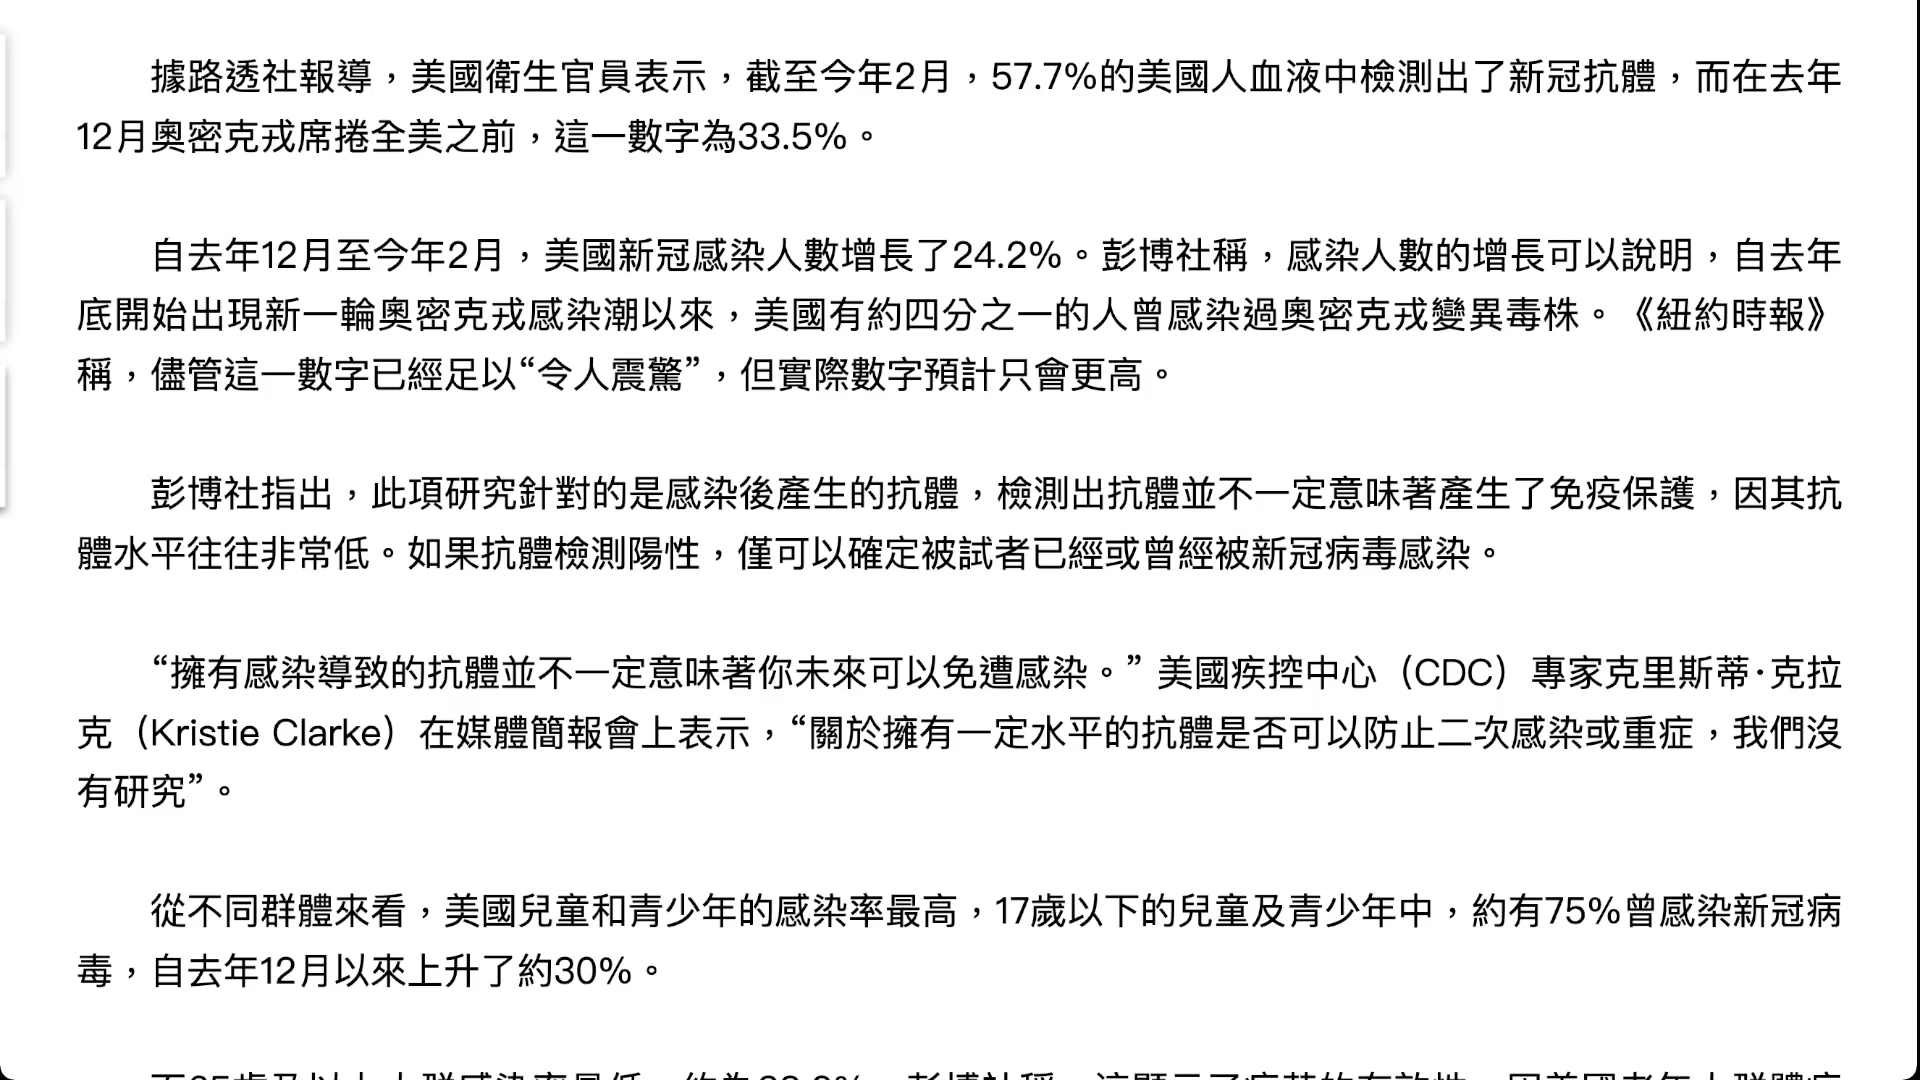 據路透社報導，美國衛生官員表示，截至今年2月，57.7%的美國人血液中檢測出了新冠抗體，而在去年
12月奧密克戎席捲全美之前，這一數字為33.5%。
自去年12月至今年2月，美國新冠感染人數增長了24.2%。彭博社稱，感染人數的增長可以說明，自去年
底開始出現新一輪奧密克戎感染潮以來，美國有約四分之一的人曾感染過奧密克戎變異毒株。《紐約時報》
稱，儘管這一數字已經足以“令人震驚”，但實際數字預計只會更高。
彭博社指出，此項研究針對的是感染後產生的抗體，檢測出抗體並不一定意味著產生了免疫保護，因其抗
體水平往往非常低。如果抗體檢測陽性，僅可以確定被試者已經或曾經被新冠病毒感染。
“擁有感染導致的抗體並不一定意味著你未來可以免遭感染。” 美國疾控中心（CDC）專家克里斯蒂·克拉
克（Kristie Clarke）在媒體簡報會上表示，“關於擁有一定水平的抗體是否可以防止二次感染或重症，我們沒
有研究”。
從不同群體來看，美國兒童和青少年的感染率最高，17歲以下的兒童及青少年中，約有75%曾感染新冠病
毒，自去年12月以來上升了約30%。